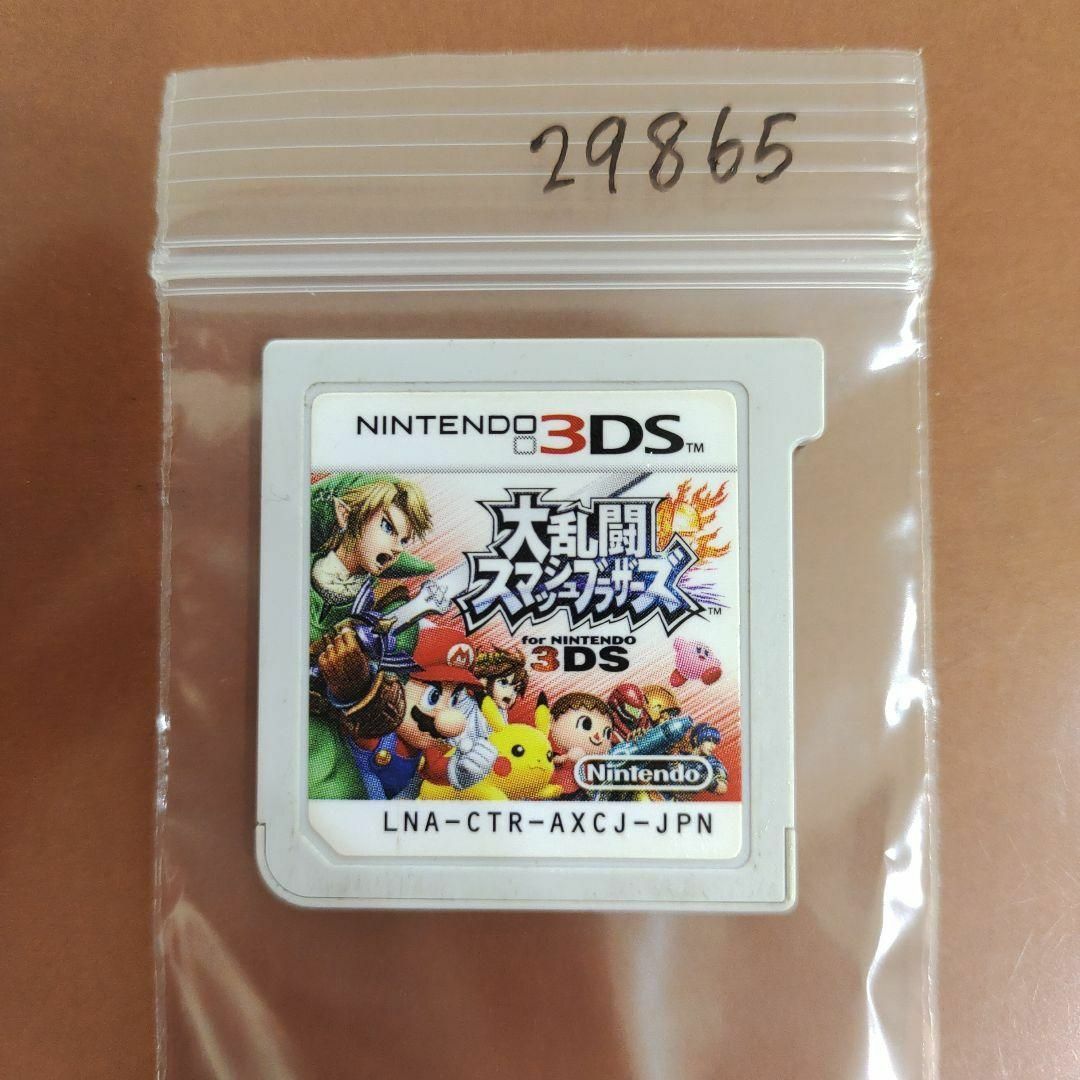 29865
NINTENDO 3DS™
大乱闘
スマッシュブラザーズ™
for NINTENDO
3DS
Nintendo
LNA-CTR-AXCJ-JPN